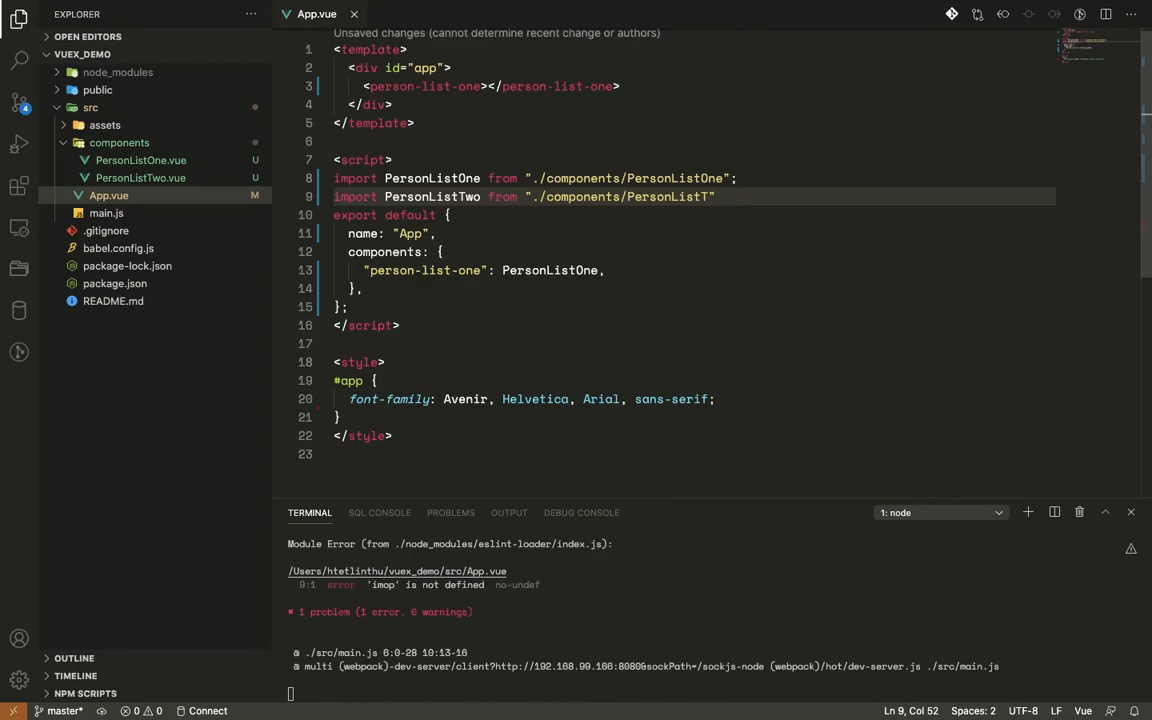 EXPLORER
OPEN EDITORS
VUEX_DEMO
node_modules
public
src
assets
components
PersonListOne.vue U
PersonListTwo.vue U
App.vue M
main.js
.gitignore
babel.config.js
package-lock.json
package.json
README.md
OUTLINE
TIMELINE
NPM SCRIPTS
4
App.vue
Unsaved changes (cannot determine recent change or authors)
1 <template>
2 <div id="app">
3 <person-list-one></person-list-one>
4 </div>
5 </template>
6
7 <script>
8 import PersonListOne from "./components/PersonListOne";
9 import PersonListTwo from "./components/PersonListT"
10 export default {
11 name: "App",
12 components: {
13 "person-list-one": PersonListOne,
14 },
15 };
16 </script>
17
18 <style>
19 #app {
20 font-family: Avenir, Helvetica, Arial, sans-serif;
21 }
22 </style>
23
TERMINAL SQL CONSOLE PROBLEMS OUTPUT DEBUG CONSOLE 1: node
Module Error (from ./node_modules/eslint-loader/index.js):
/Users/htetlinthu/vuex_demo/src/App.vue
9:1 error 'imop' is not defined no-undef
✖ 1 problem (1 error, 0 warnings)
@ ./src/main.js 6:0-28 10:13-16
@ multi (webpack)-dev-server/client?http://192.168.99.166:8080&sockPath=/sockjs-node (webpack)/hot/dev-server.js ./src/main.js
master* 0 0 Connect Ln 9, Col 52 Spaces: 2 UTF-8 LF Vue